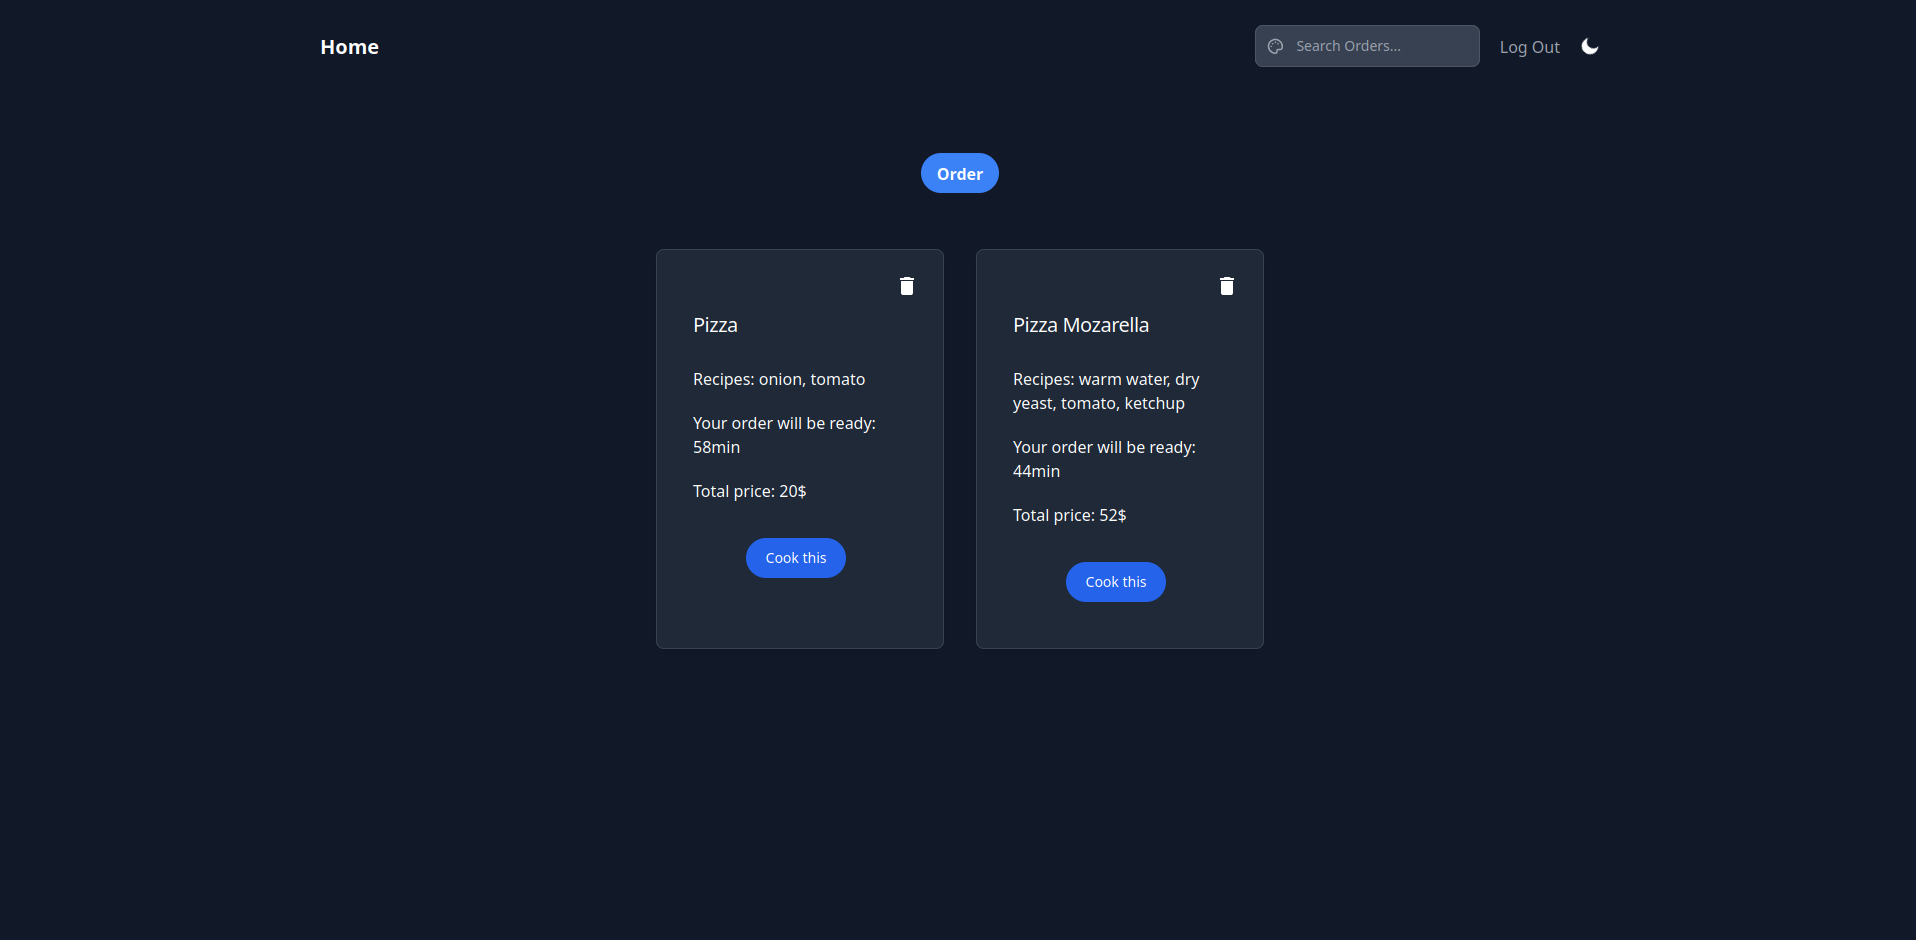 Home
Search Orders...
Log Out
Order
Pizza
Recipes: onion, tomato
Your order will be ready:
58min
Total price: 20$
Cook this
Pizza Mozarella
Recipes: warm water, dry
yeast, tomato, ketchup
Your order will be ready:
44min
Total price: 52$
Cook this